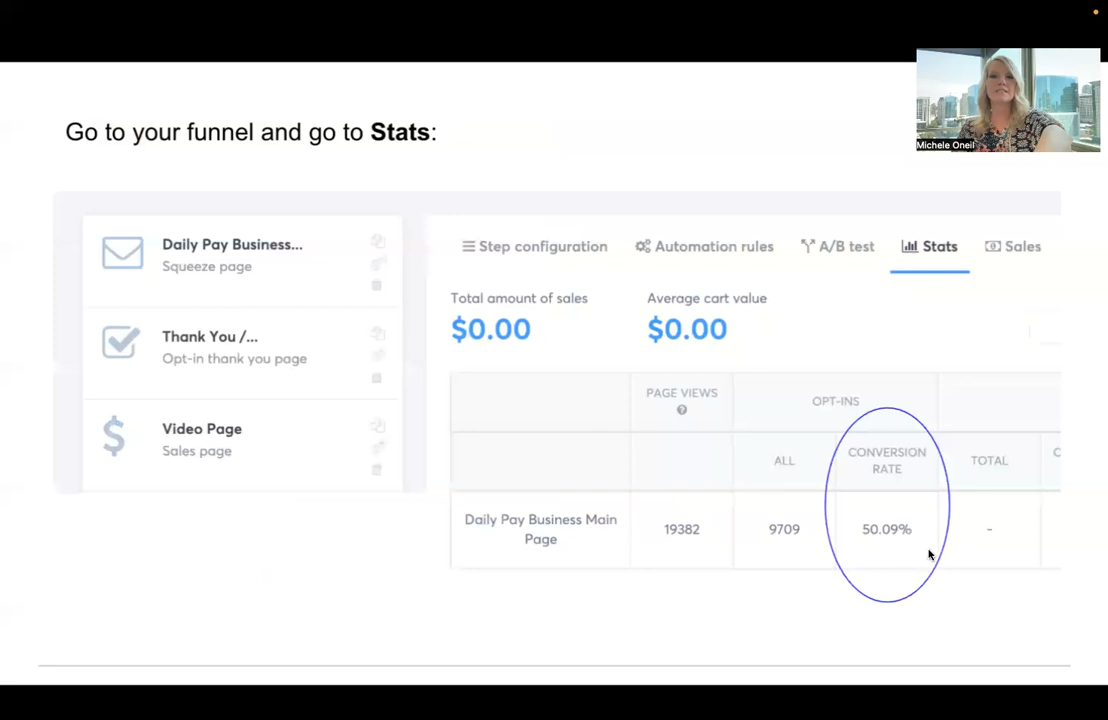 Michele Oneil
Go to your funnel and go to Stats:
Daily Pay Business...
Squeeze page
Thank You /...
Opt-in thank you page
Video Page
Sales page
Step configuration
Automation rules
A/B test
Stats
Sales
Total amount of sales
$0.00
Average cart value
$0.00
PAGE VIEWS
?
OPT-INS
ALL
CONVERSION
RATE
TOTAL
C
Daily Pay Business Main
Page
19382
9709
50.09%
-